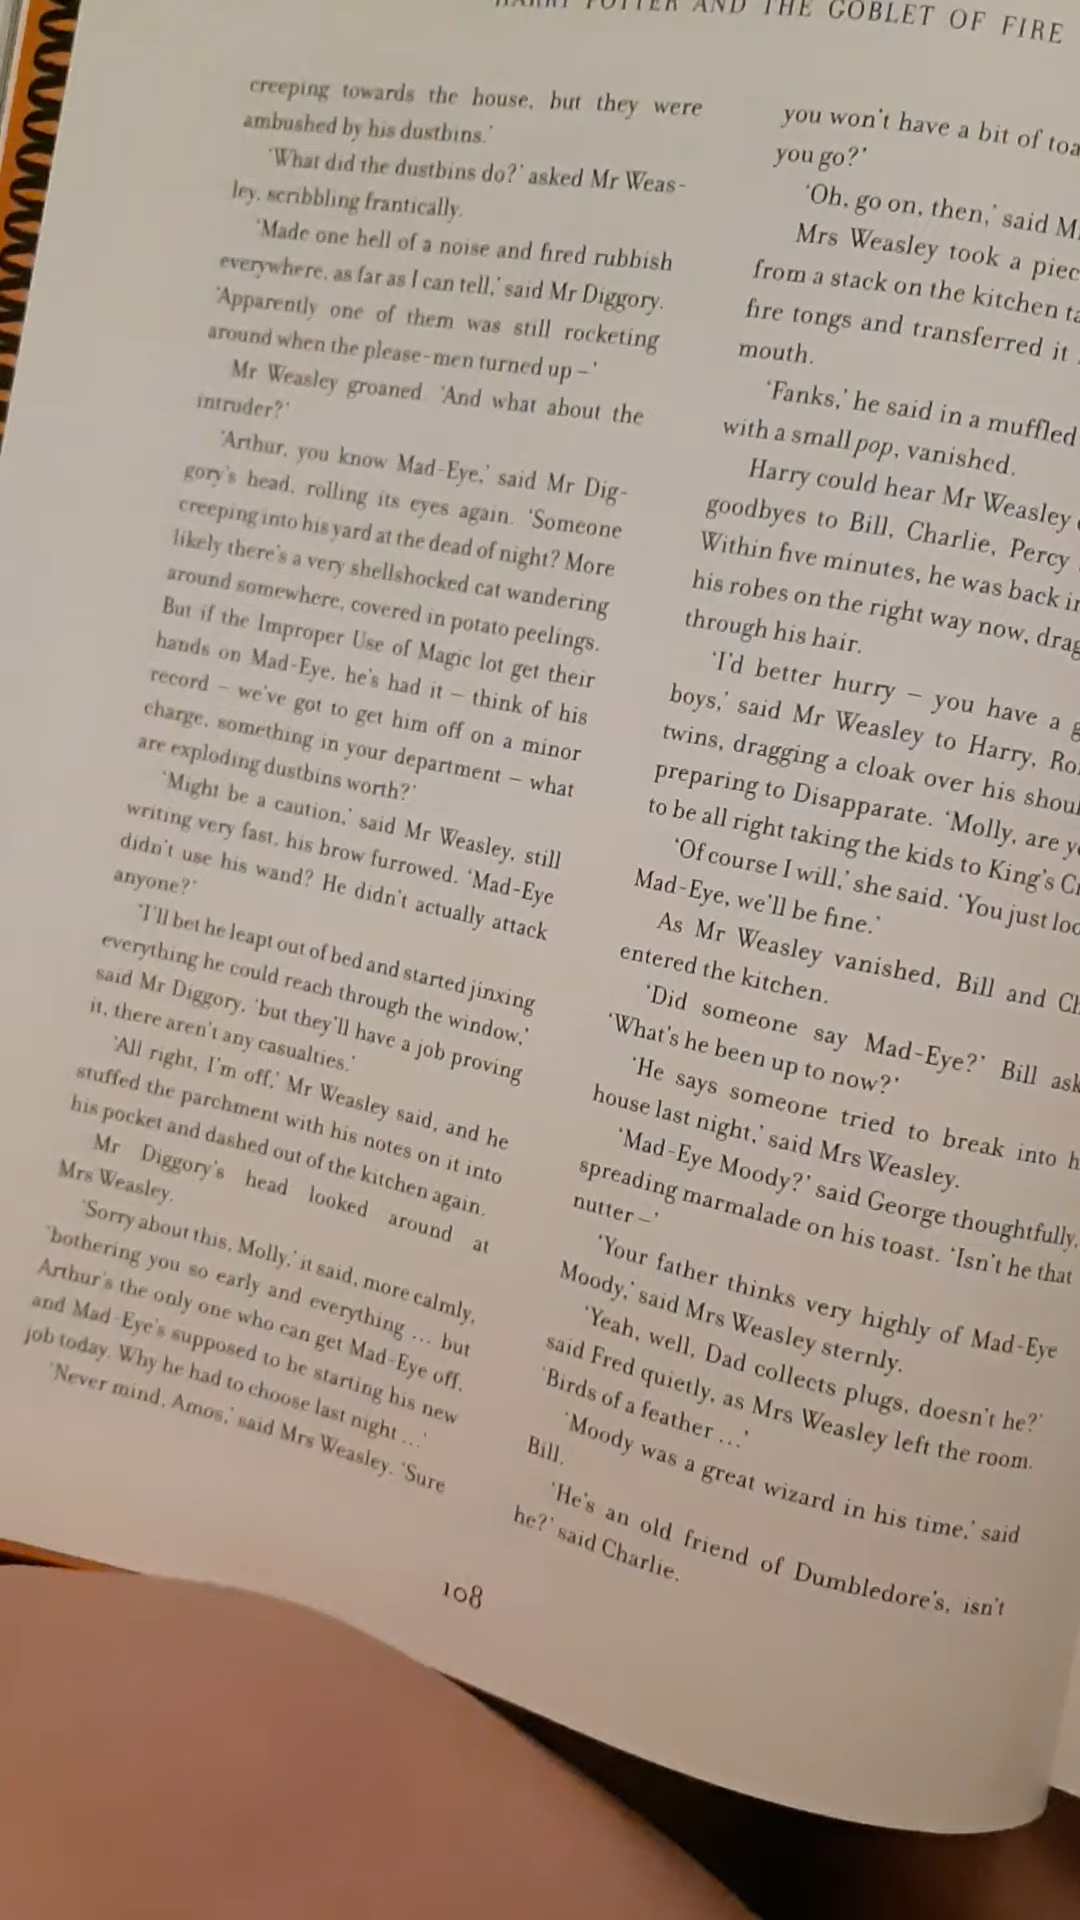 HARRY POTTER AND THE GOBLET OF FIRE
creeping towards the house, but they were
ambushed by his dustbins.’
‘What did the dustbins do?’ asked Mr Weas-
ley, scribbling frantically.
‘Made one hell of a noise and fired rubbish
everywhere, as far as I can tell,’ said Mr Diggory.
‘Apparently one of them was still rocketing
around when the please-men turned up –’
Mr Weasley groaned. ‘And what about the
intruder?’
‘Arthur, you know Mad-Eye,’ said Mr Dig-
gory’s head, rolling its eyes again. ‘Someone
creeping into his yard at the dead of night? More
likely there’s a very shellshocked cat wandering
around somewhere, covered in potato peelings.
But if the Improper Use of Magic lot get their
hands on Mad-Eye, he’s had it – think of his
record – we’ve got to get him off on a minor
charge, something in your department – what
are exploding dustbins worth?’
‘Might be a caution,’ said Mr Weasley, still
writing very fast, his brow furrowed. ‘Mad-Eye
didn’t use his wand? He didn’t actually attack
anyone?’
‘I’ll bet he leapt out of bed and started jinxing
everything he could reach through the window,’
said Mr Diggory, ‘but they’ll have a job proving
it, there aren’t any casualties.’
‘All right, I’m off,’ Mr Weasley said, and he
stuffed the parchment with his notes on it into
his pocket and dashed out of the kitchen again.
Mr Diggory’s head looked around at
Mrs Weasley.
‘Sorry about this, Molly,’ it said, more calmly,
‘bothering you so early and everything ... but
Arthur’s the only one who can get Mad-Eye off,
and Mad-Eye’s supposed to be starting his new
job today. Why he had to choose last night ...’
‘Never mind, Amos,’ said Mrs Weasley. ‘Sure
you won’t have a bit of toa
you go?’
‘Oh, go on, then,’ said M
Mrs Weasley took a piec
from a stack on the kitchen ta
fire tongs and transferred it
mouth.
‘Fanks,’ he said in a muffled
with a small pop, vanished.
Harry could hear Mr Weasley
goodbyes to Bill, Charlie, Percy
Within five minutes, he was back in
his robes on the right way now, drag
through his hair.
‘I’d better hurry – you have a g
boys,’ said Mr Weasley to Harry, Ro
twins, dragging a cloak over his shoul
preparing to Disapparate. ‘Molly, are y
to be all right taking the kids to King’s Cr
‘Of course I will,’ she said. ‘You just loo
Mad-Eye, we’ll be fine.’
As Mr Weasley vanished, Bill and Ch
entered the kitchen.
‘Did someone say Mad-Eye?’ Bill ask
‘What’s he been up to now?’
‘He says someone tried to break into h
house last night,’ said Mrs Weasley.
‘Mad-Eye Moody?’ said George thoughtfully,
spreading marmalade on his toast. ‘Isn’t he that
nutter –’
‘Your father thinks very highly of Mad-Eye
Moody,’ said Mrs Weasley sternly.
‘Yeah, well, Dad collects plugs, doesn’t he?’
said Fred quietly, as Mrs Weasley left the room.
‘Birds of a feather ...’
‘Moody was a great wizard in his time,’ said
Bill.
‘He’s an old friend of Dumbledore’s, isn’t
he?’ said Charlie.
108